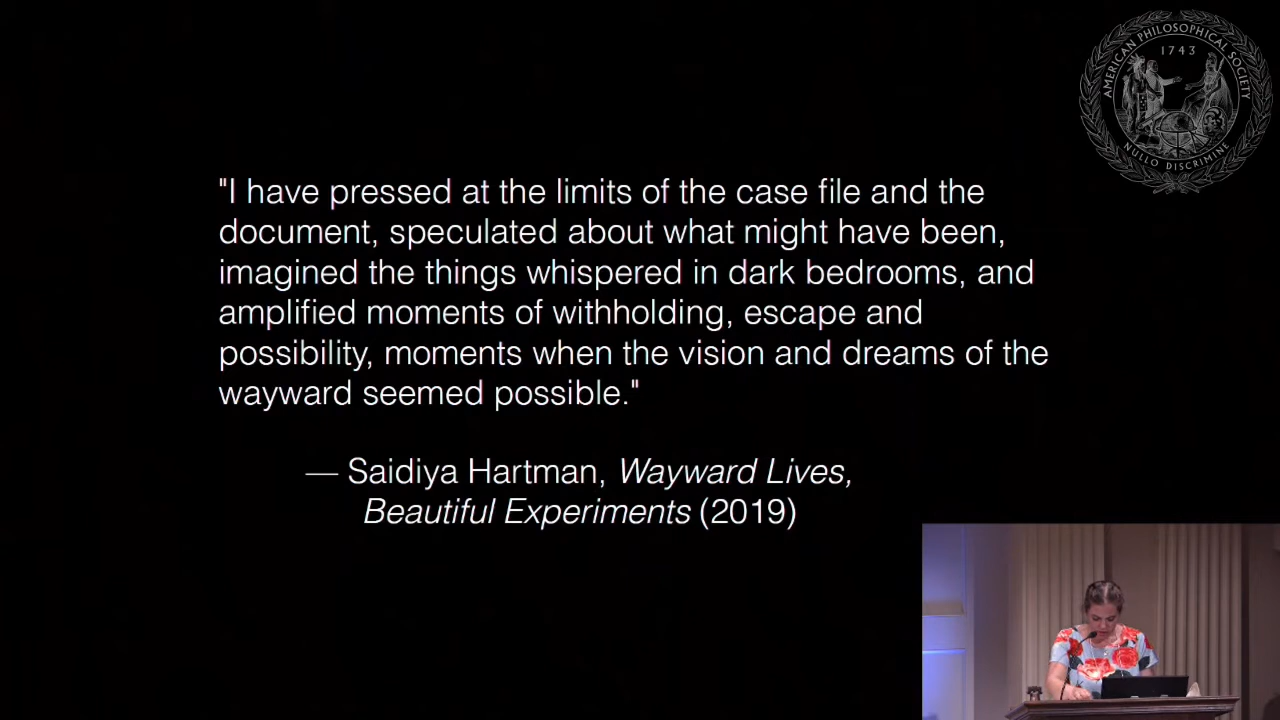 AMERICAN PHILOSOPHICAL SOCIETY
1743
NULLO DISCRIMINE
"I have pressed at the limits of the case file and the
document, speculated about what might have been,
imagined the things whispered in dark bedrooms, and
amplified moments of withholding, escape and
possibility, moments when the vision and dreams of the
wayward seemed possible."
— Saidiya Hartman, Wayward Lives,
Beautiful Experiments (2019)